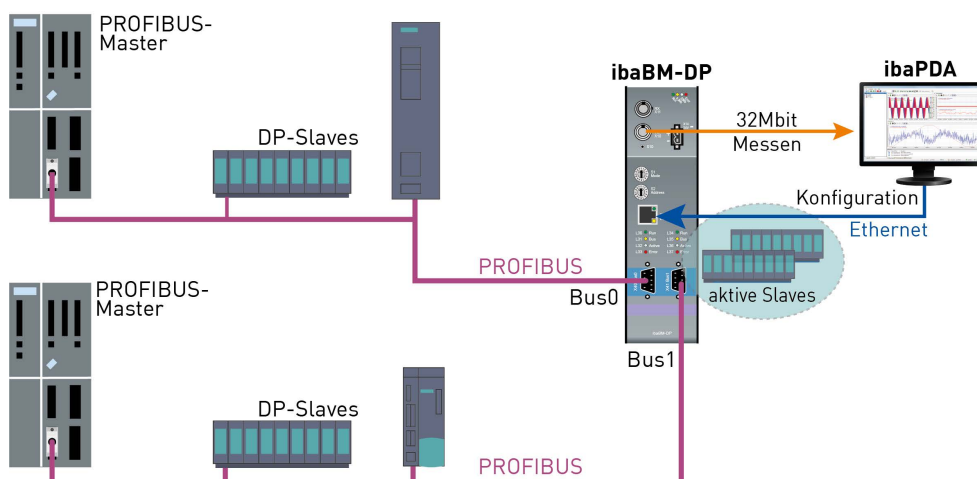 PROFIBUS-
Master
DP-Slaves
ibaBM-DP
ibaPDA
32Mbit
Messen
Konfiguration
Ethernet
PROFIBUS
Bus0
aktive Slaves
Bus1
PROFIBUS-
Master
DP-Slaves
PROFIBUS